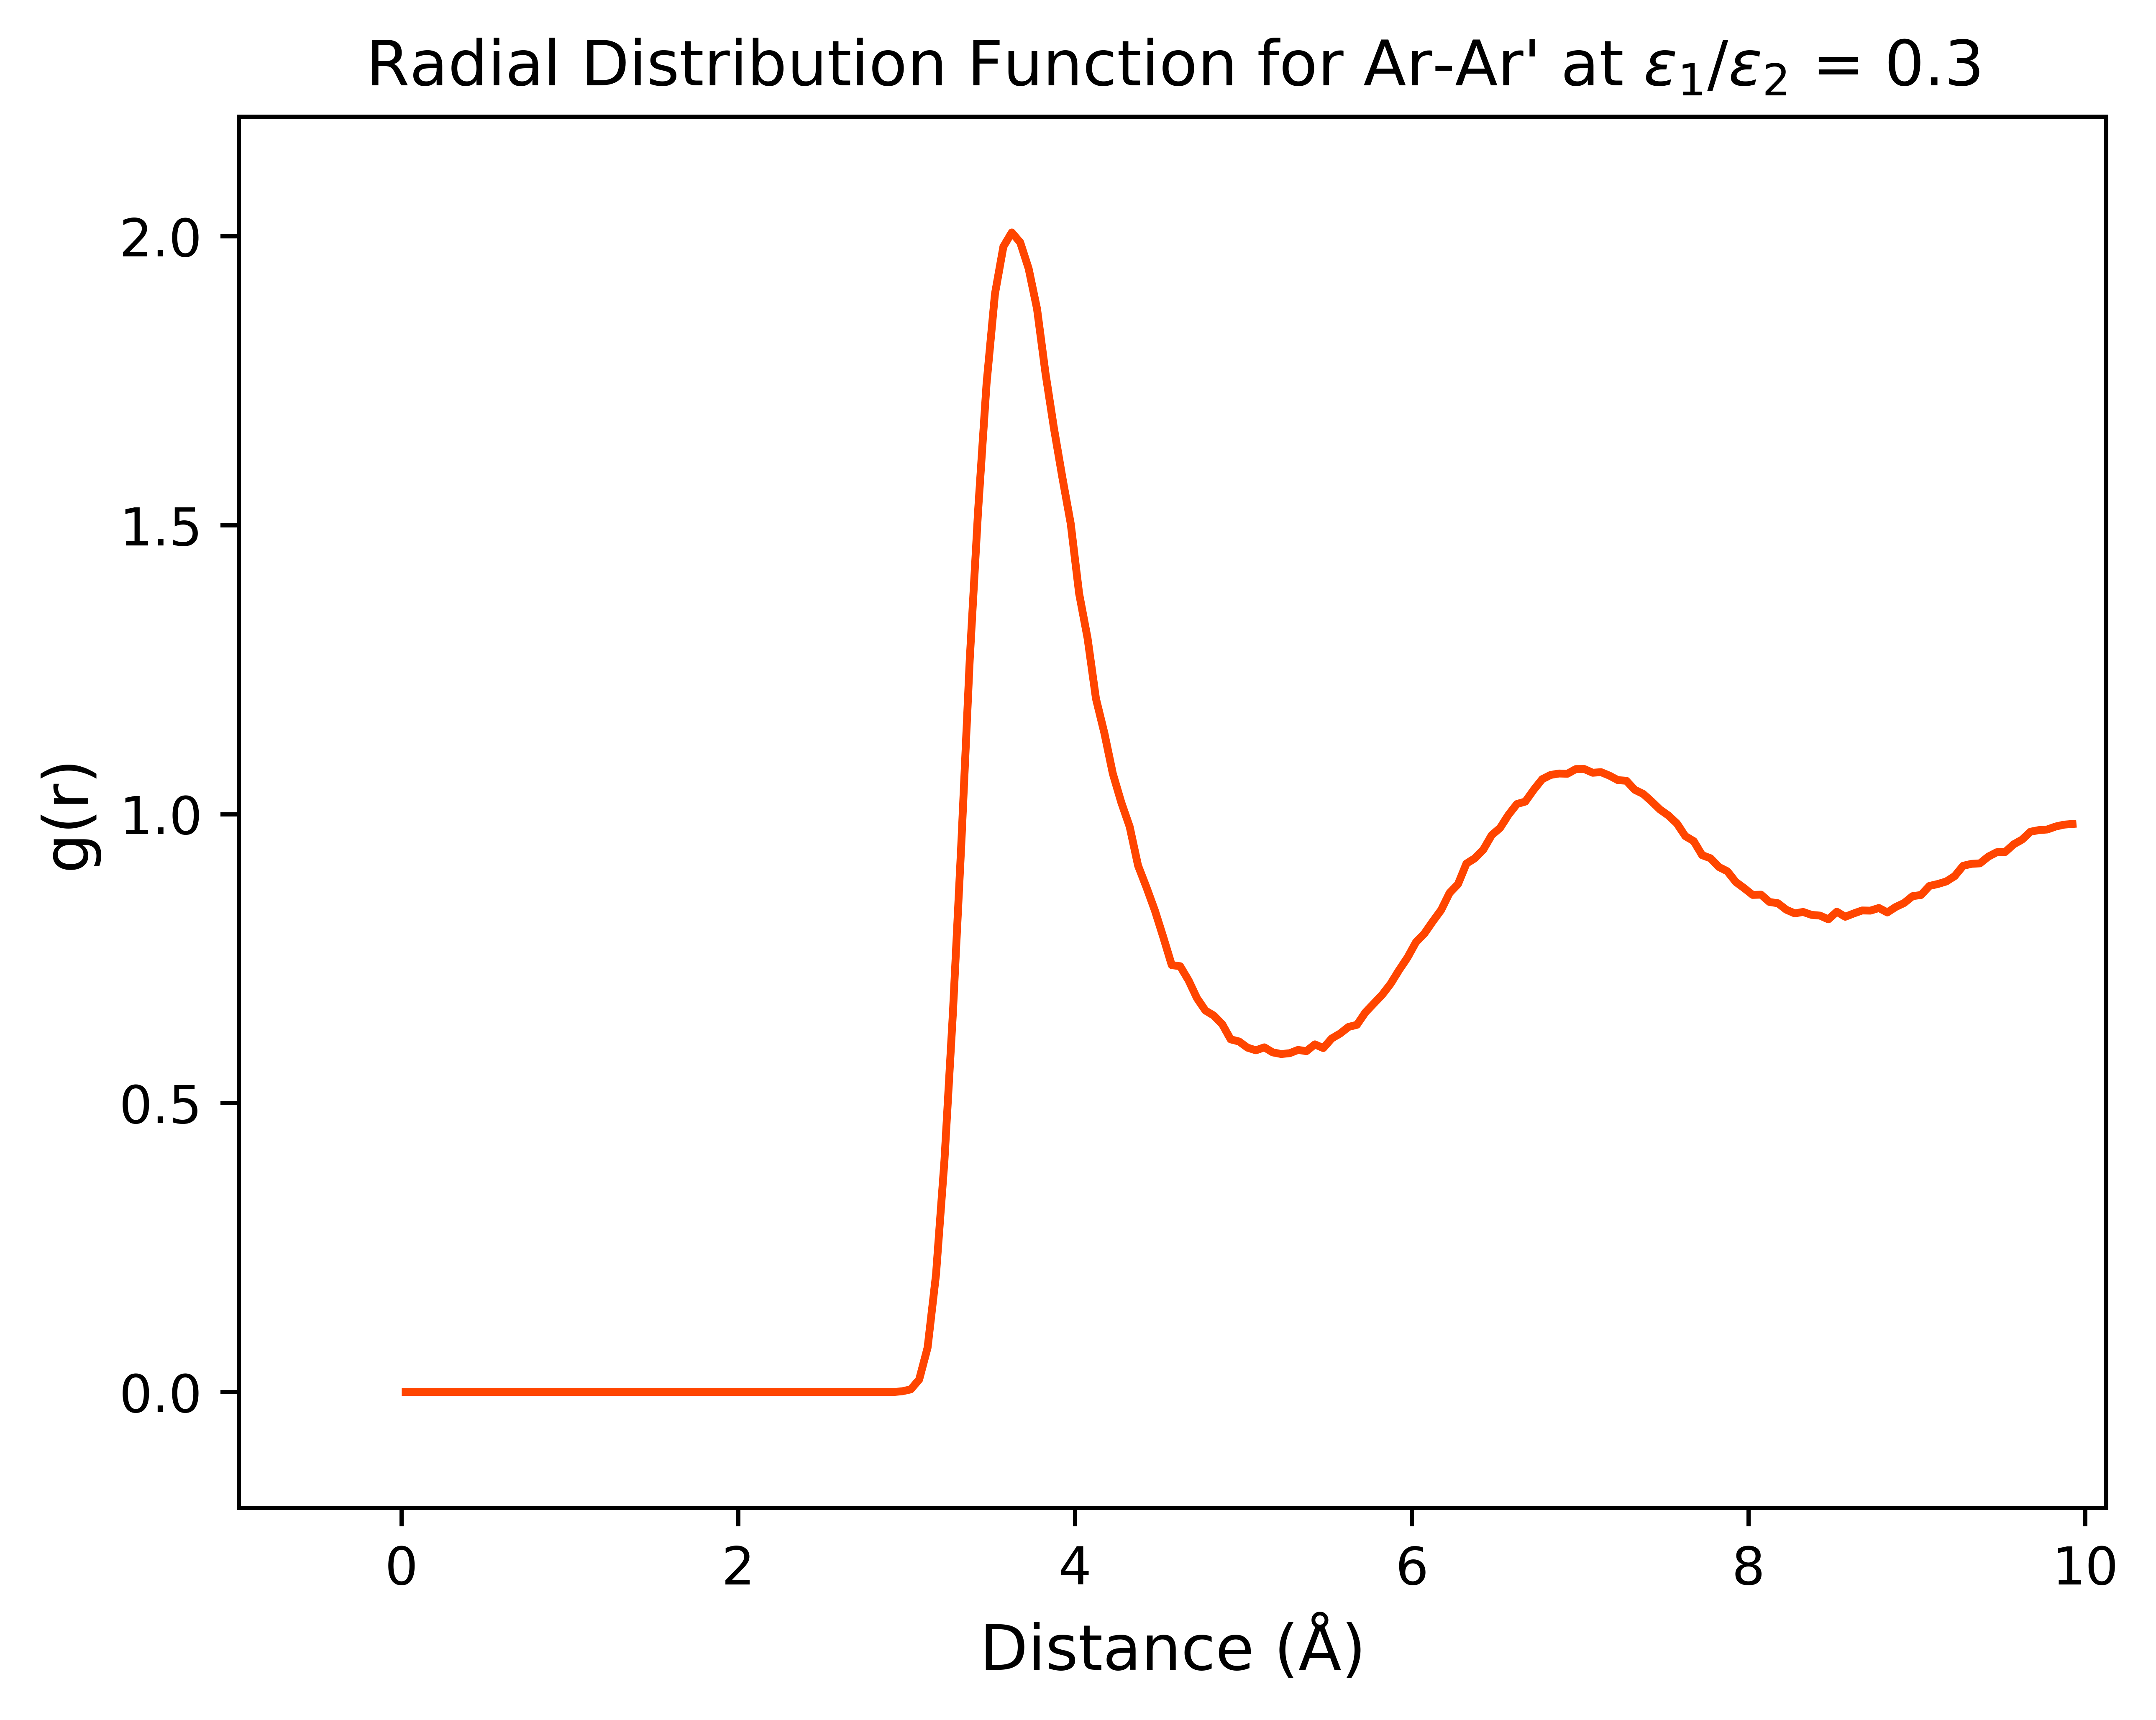 Radial Distribution Function for Ar-Ar' at ε₁/ε₂ = 0.3
2.0
1.5
1.0
0.5
0.0
g(r)
0 2 4 6 8 10
Distance (Å)